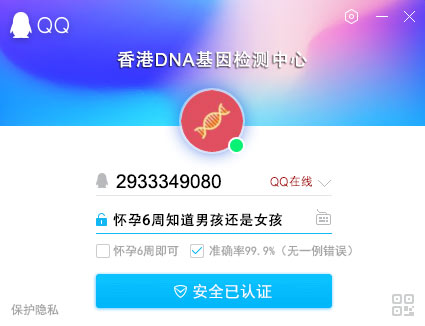 QQ
香港DNA基因检测中心
2933349080 QQ在线
怀孕6周知道男孩还是女孩
怀孕6周即可 准确率99.9%（无一例错误）
安全已认证
保护隐私